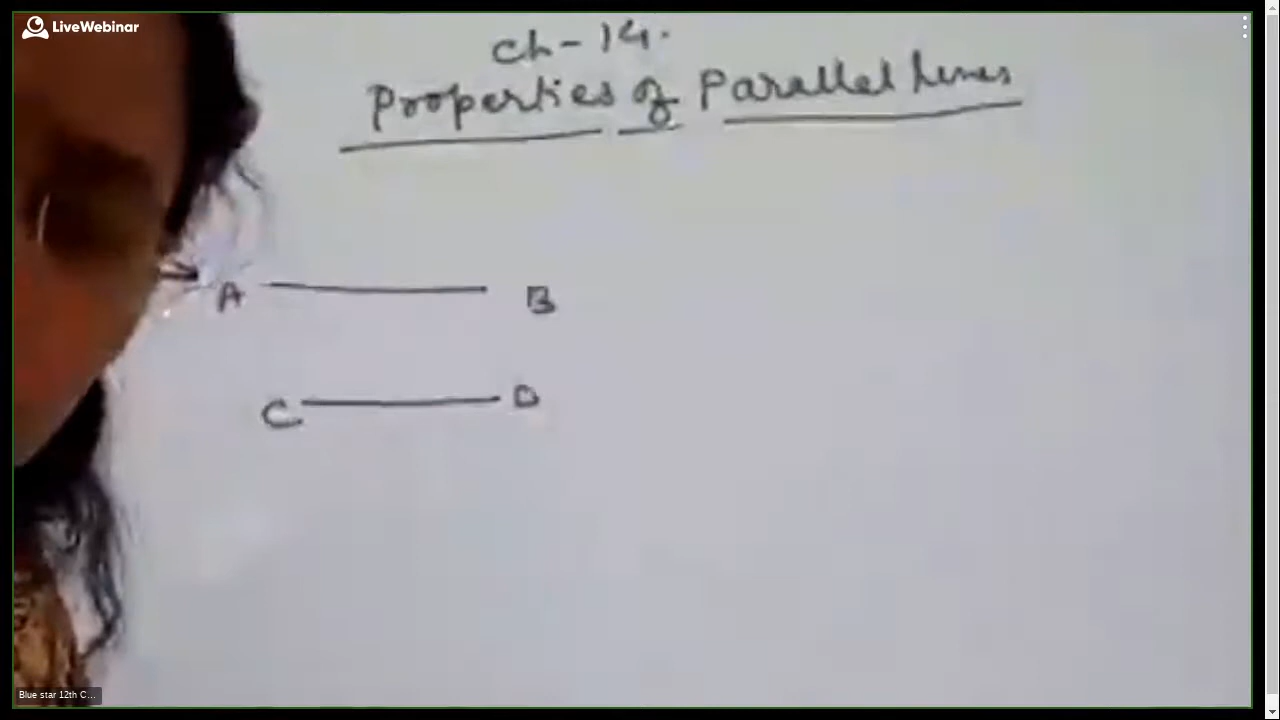 LiveWebinar
Ch - 14.
Properties of Parallel lines
A B
C D
Blue star 12th C...